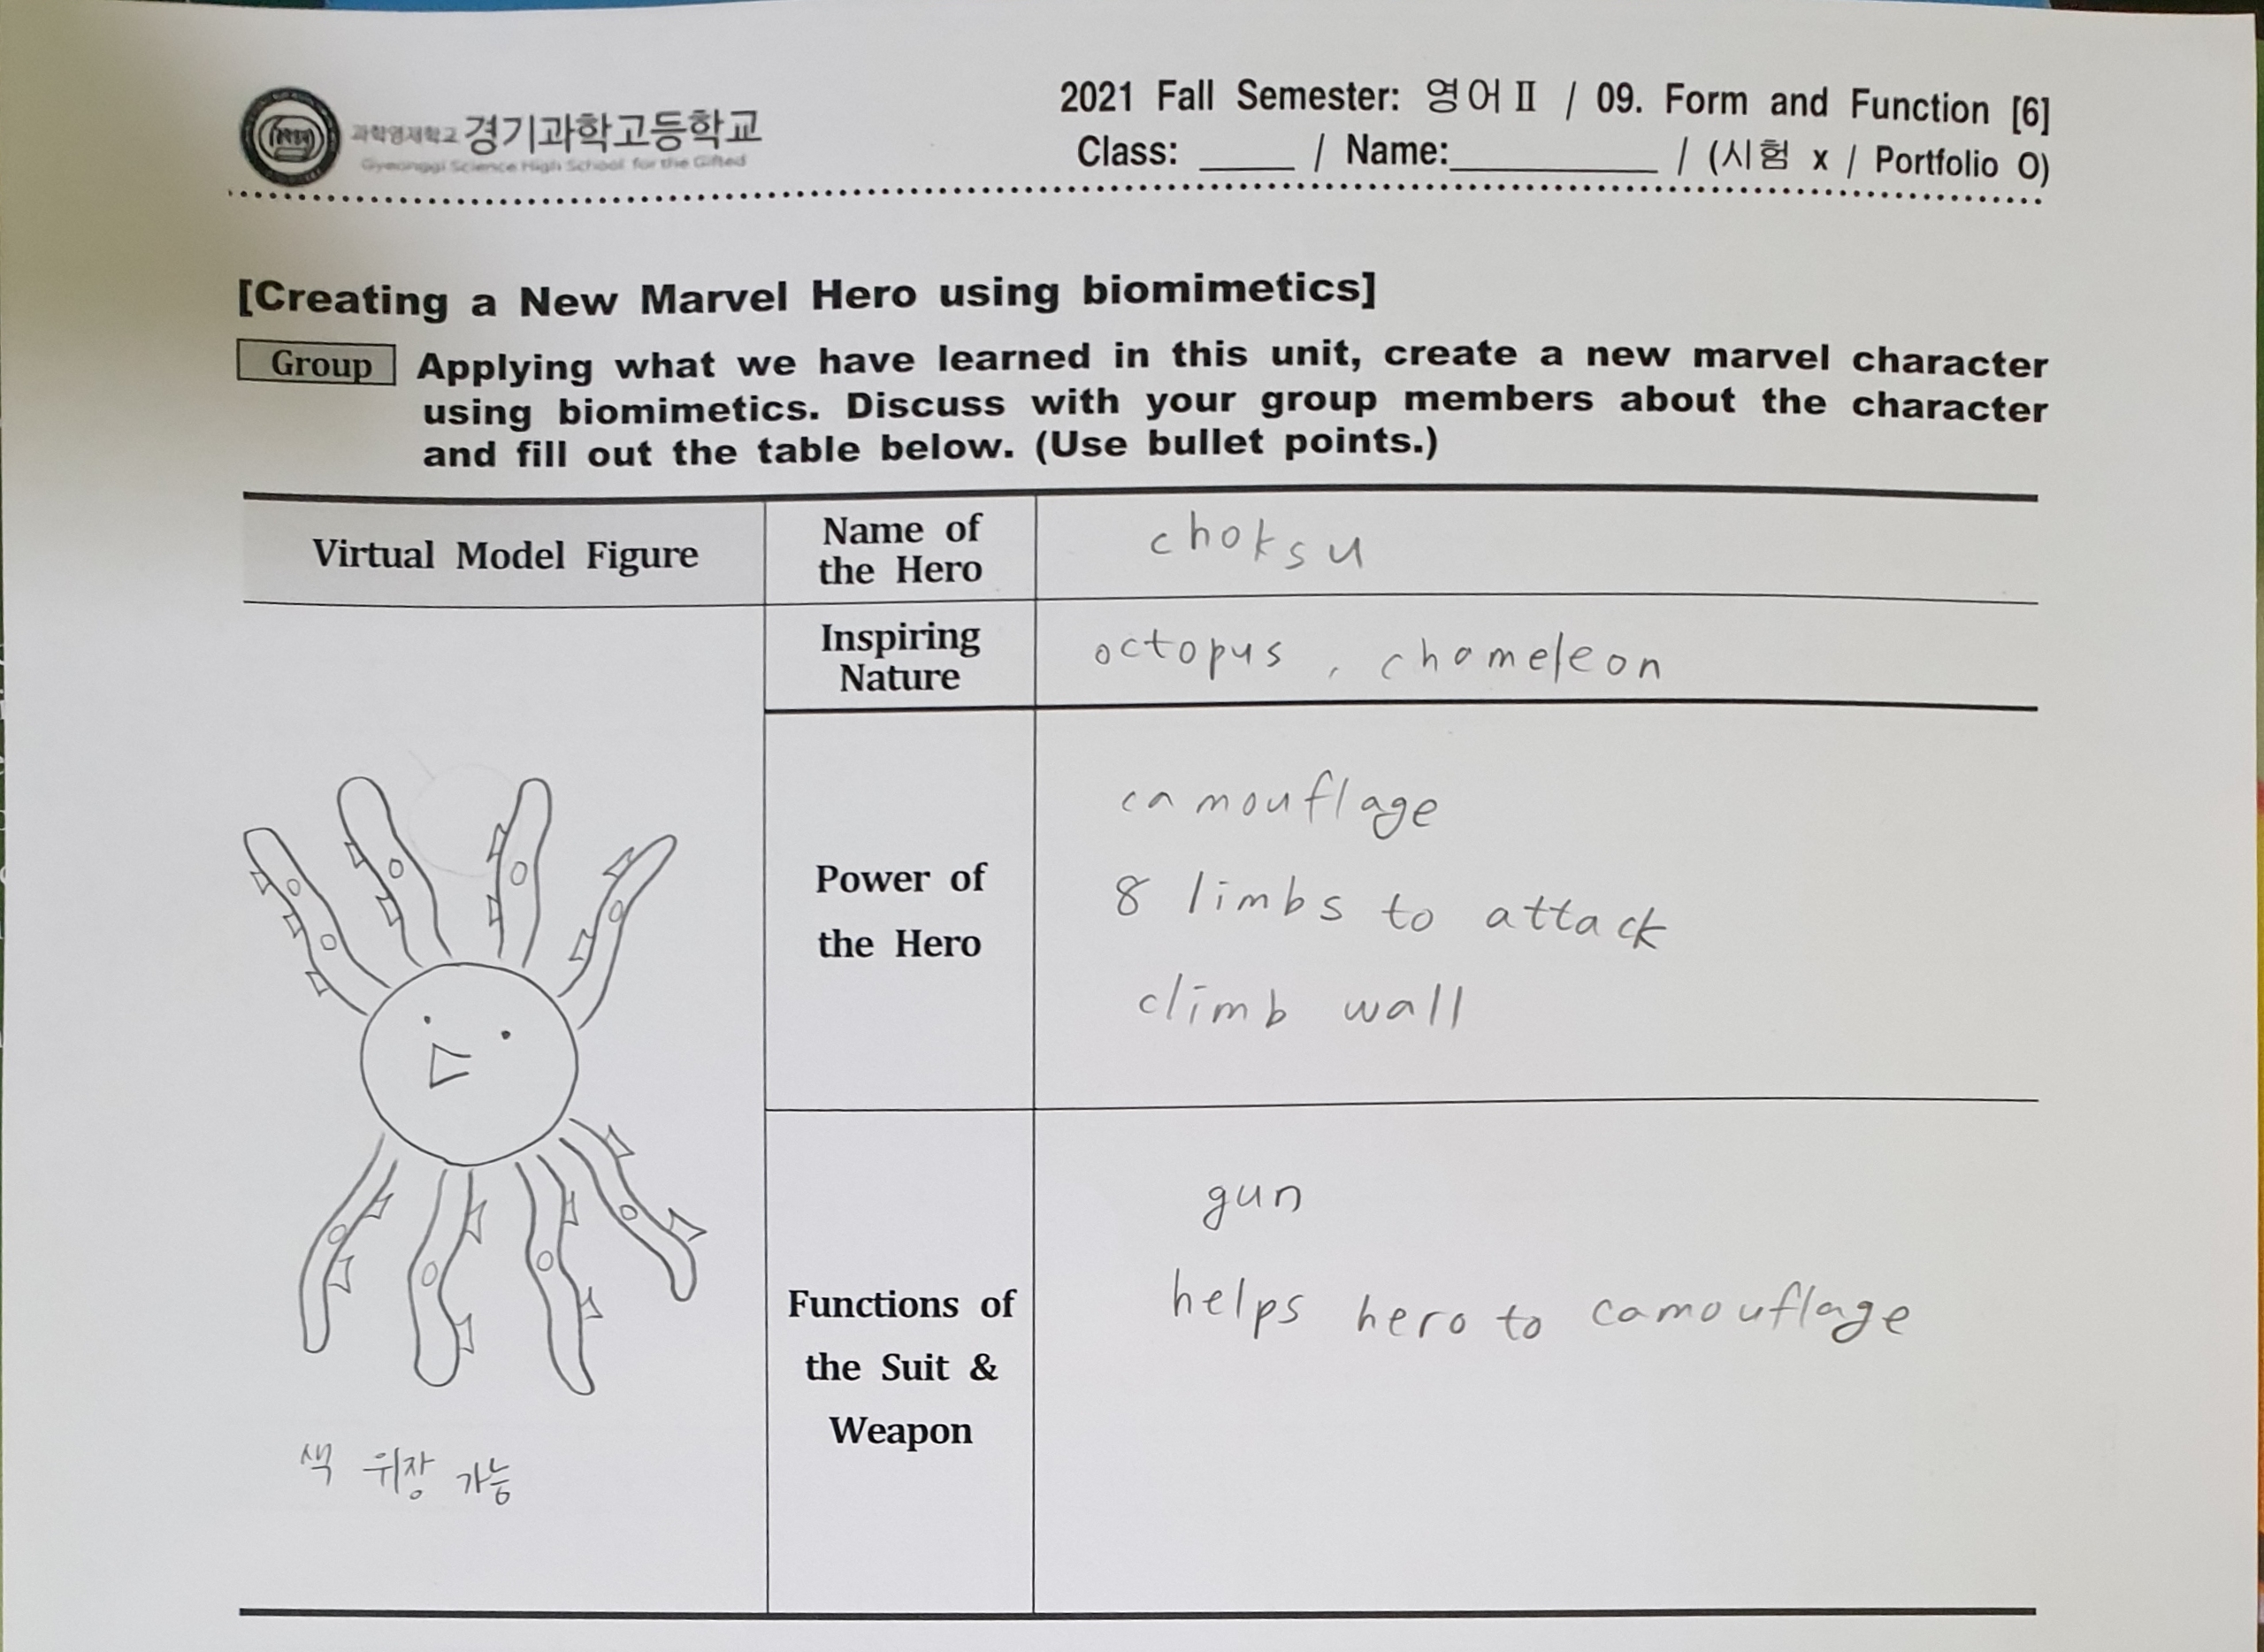 과학영재학교 경기과학고등학교
Gyeonggi Science High School for the Gifted
2021 Fall Semester: 영어Ⅱ / 09. Form and Function [6]
Class: ____ / Name:__________ / (시험 x / Portfolio O)
[Creating a New Marvel Hero using biomimetics]
Group Applying what we have learned in this unit, create a new marvel character
using biomimetics. Discuss with your group members about the character
and fill out the table below. (Use bullet points.)
Virtual Model Figure
Name of
the Hero
choksu
Inspiring
Nature
octopus, chameleon
Power of
the Hero
camouflage
8 limbs to attack
climb wall
Functions of
the Suit &
Weapon
gun
helps hero to camouflage
색 위장 가능